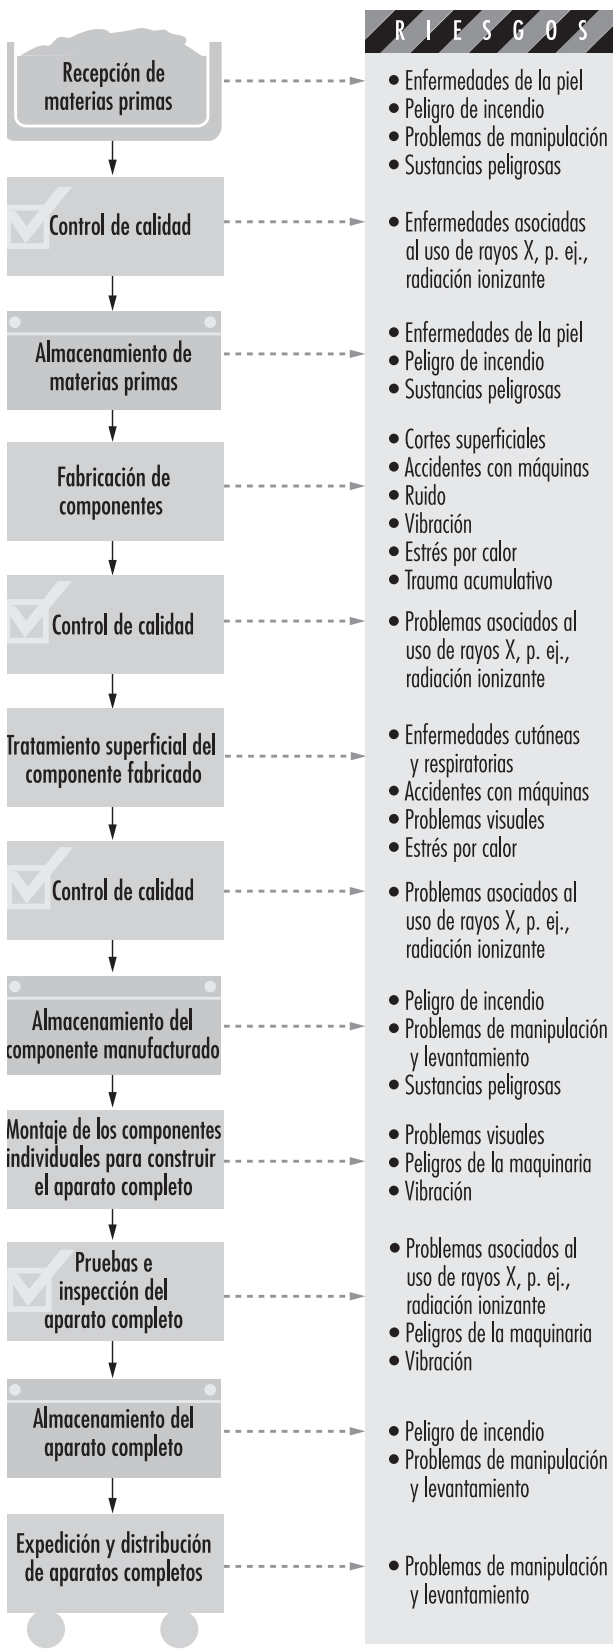 RIESGOS
Recepción de
materias primas
• Enfermedades de la piel
• Peligro de incendio
• Problemas de manipulación
• Sustancias peligrosas
Control de calidad
• Enfermedades asociadas
al uso de rayos X, p. ej.,
radiación ionizante
Almacenamiento de
materias primas
• Enfermedades de la piel
• Peligro de incendio
• Sustancias peligrosas
Fabricación de
componentes
• Cortes superficiales
• Accidentes con máquinas
• Ruido
• Vibración
• Estrés por calor
• Trauma acumulativo
Control de calidad
• Problemas asociados al
uso de rayos X, p. ej.,
radiación ionizante
Tratamiento superficial del
componente fabricado
• Enfermedades cutáneas
y respiratorias
• Accidentes con máquinas
• Problemas visuales
• Estrés por calor
Control de calidad
• Problemas asociados al
uso de rayos X, p. ej.,
radiación ionizante
Almacenamiento del
componente manufacturado
• Peligro de incendio
• Problemas de manipulación
y levantamiento
• Sustancias peligrosas
Montaje de los componentes
individuales para construir
el aparato completo
• Problemas visuales
• Peligros de la maquinaria
• Vibración
Pruebas e
inspección del
aparato completo
• Problemas asociados al
uso de rayos X, p. ej.,
radiación ionizante
• Peligros de la maquinaria
• Vibración
Almacenamiento del
aparato completo
• Peligro de incendio
• Problemas de manipulación
y levantamiento
Expedición y distribución
de aparatos completos
• Problemas de manipulación
y levantamiento